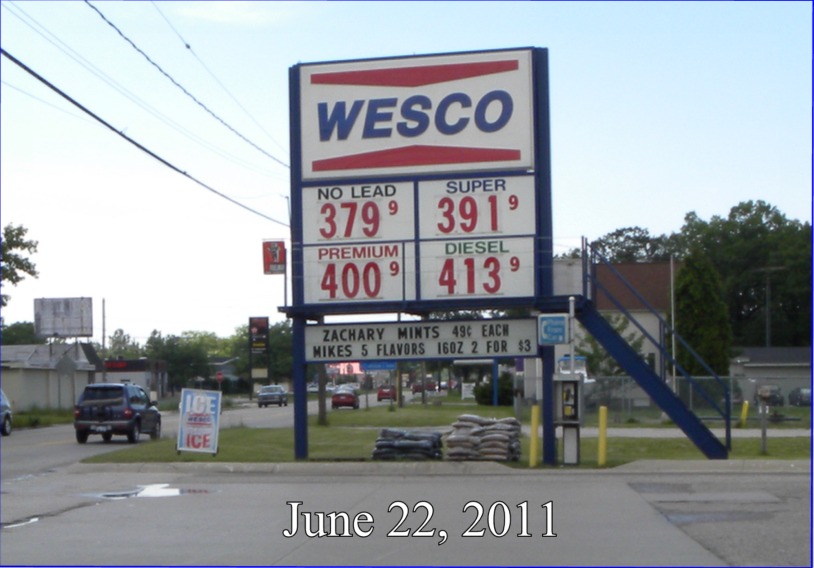 WESCO
NO LEAD
379 9
SUPER
391 9
PREMIUM
400 9
DIESEL
413 9
ZACHARY MINTS 49¢ EACH
MIKES 5 FLAVORS 16OZ 2 FOR $3
ICE
ICE
June 22, 2011